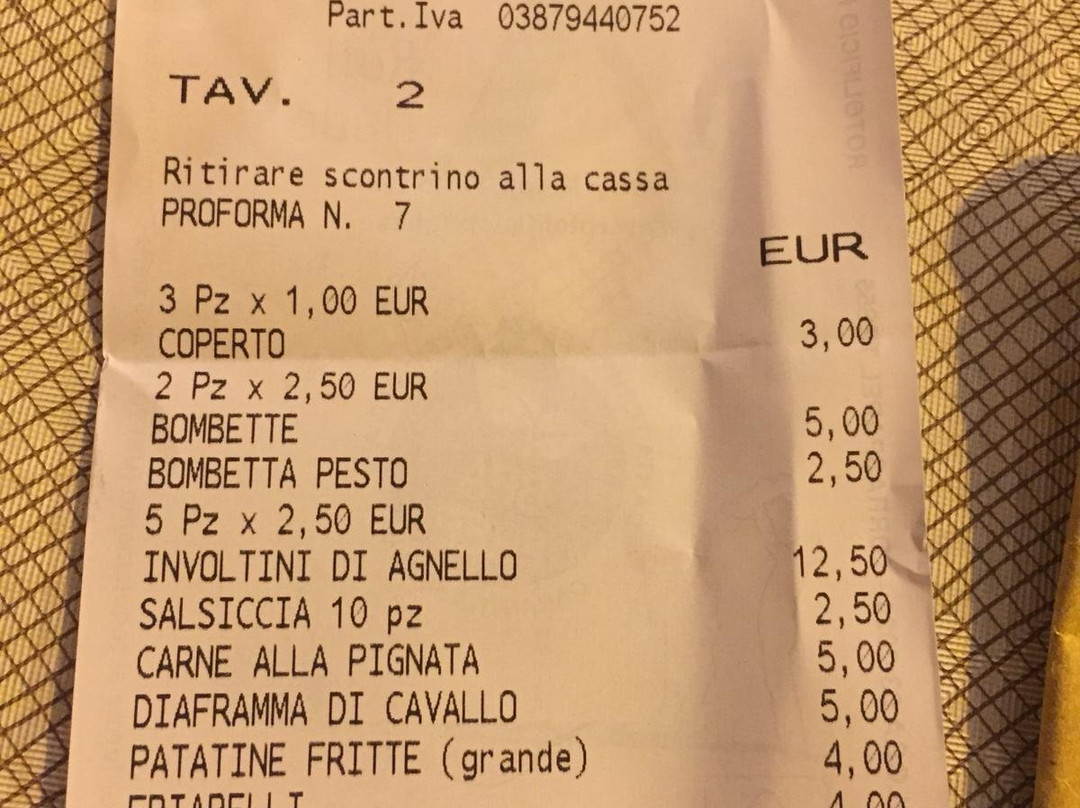 Part.Iva 03879440752
TAV. 2
Ritirare scontrino alla cassa
PROFORMA N. 7
EUR
3 Pz x 1,00 EUR
COPERTO 3,00
2 Pz x 2,50 EUR
BOMBETTE 5,00
BOMBETTA PESTO 2,50
5 Pz x 2,50 EUR
INVOLTINI DI AGNELLO 12,50
SALSICCIA 10 pz 2,50
CARNE ALLA PIGNATA 5,00
DIAFRAMMA DI CAVALLO 5,00
PATATINE FRITTE (grande) 4,00
FRIARELLI 4,00